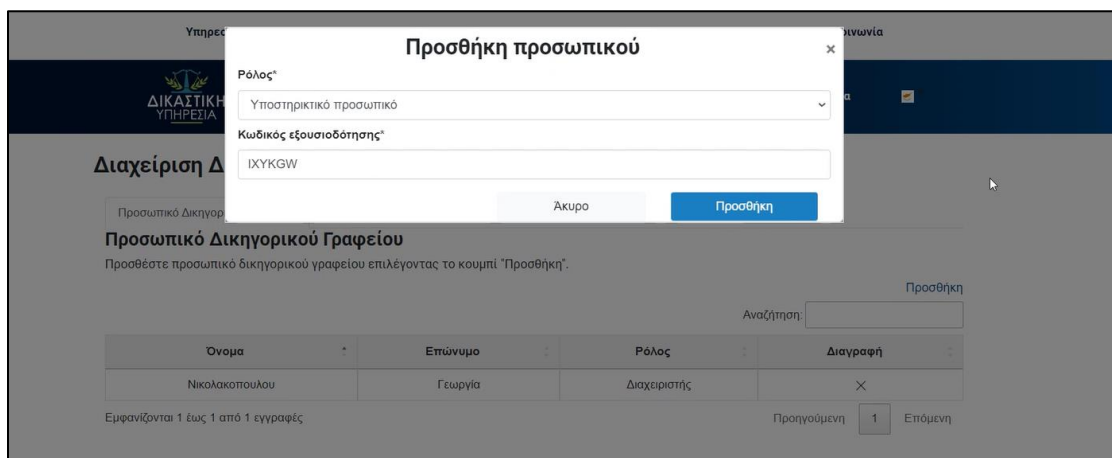 Προσθήκη προσωπικού
×
Ρόλος*
Υποστηρικτικό προσωπικό
Κωδικός εξουσιοδότησης*
IXYKGW
Άκυρο
Προσθήκη
ΔΙΚΑΣΤΙΚΗ
ΥΠΗΡΕΣΙΑ
Διαχείριση
Προσωπικό
Προσωπικό Δικηγορικού Γραφείου
Προσθέστε προσωπικό δικηγορικού γραφείου επιλέγοντας το κουμπί "Προσθήκη".
Προσθήκη
Αναζήτηση:
Όνομα Επώνυμο Ρόλος Διαγραφή
Νικολακοπουλου Γεωργία Διαχειριστής ×
Εμφανίζονται 1 έως 1 από 1 εγγραφές
Προηγούμενη 1 Επόμενη